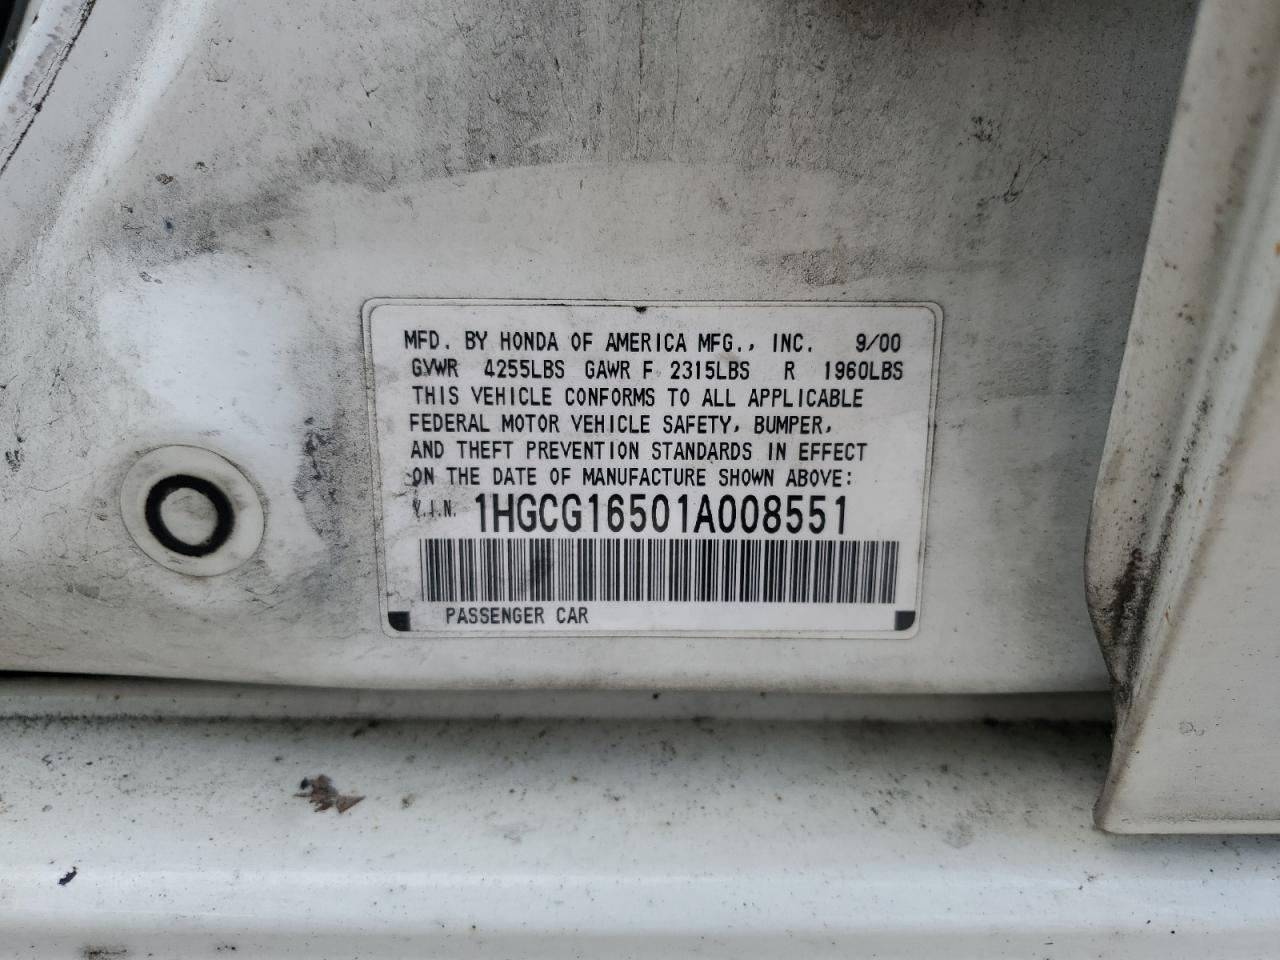 MFD. BY HONDA OF AMERICA MFG., INC. 9/00
GVWR 4255LBS GAWR F 2315LBS R 1960LBS
THIS VEHICLE CONFORMS TO ALL APPLICABLE
FEDERAL MOTOR VEHICLE SAFETY, BUMPER,
AND THEFT PREVENTION STANDARDS IN EFFECT
ON THE DATE OF MANUFACTURE SHOWN ABOVE:
V.I.N. 1HGCG16501A008551
PASSENGER CAR